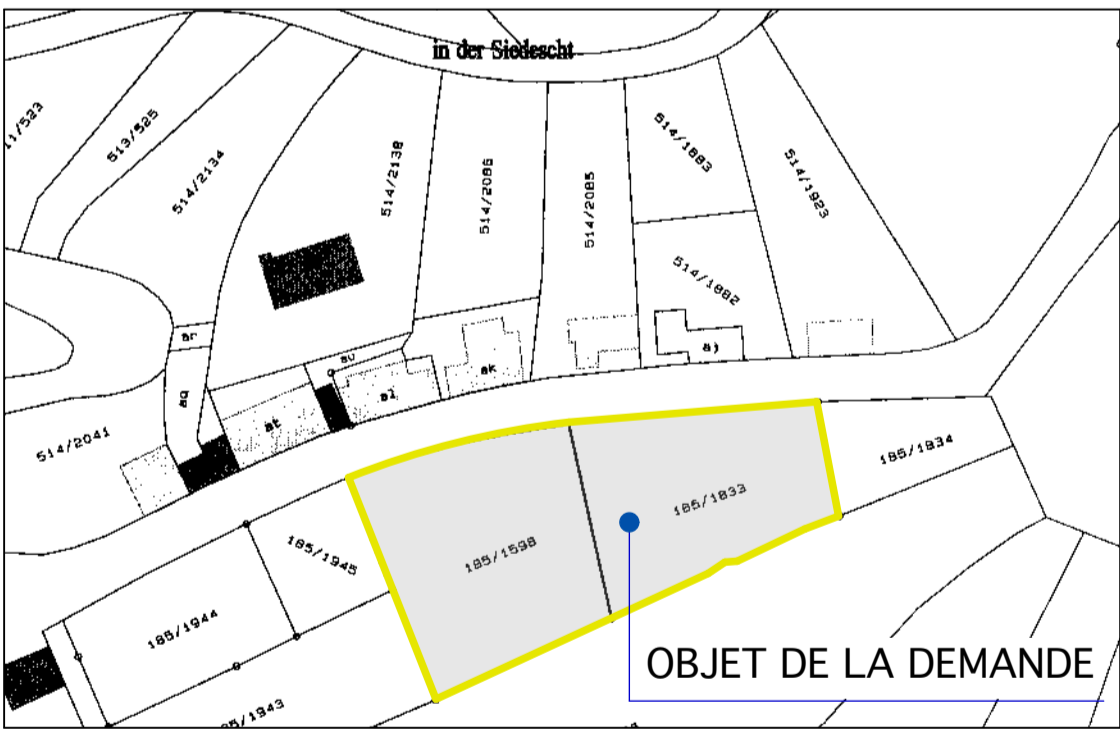 in der Siedescht
513/525
514/2134
514/2138
514/2086
514/2085
514/1883
514/1923
514/1882
ar
au
aq
at
al
ak
aj
514/2041
185/1834
185/1833
185/1598
185/1945
185/1944
OBJET DE LA DEMANDE